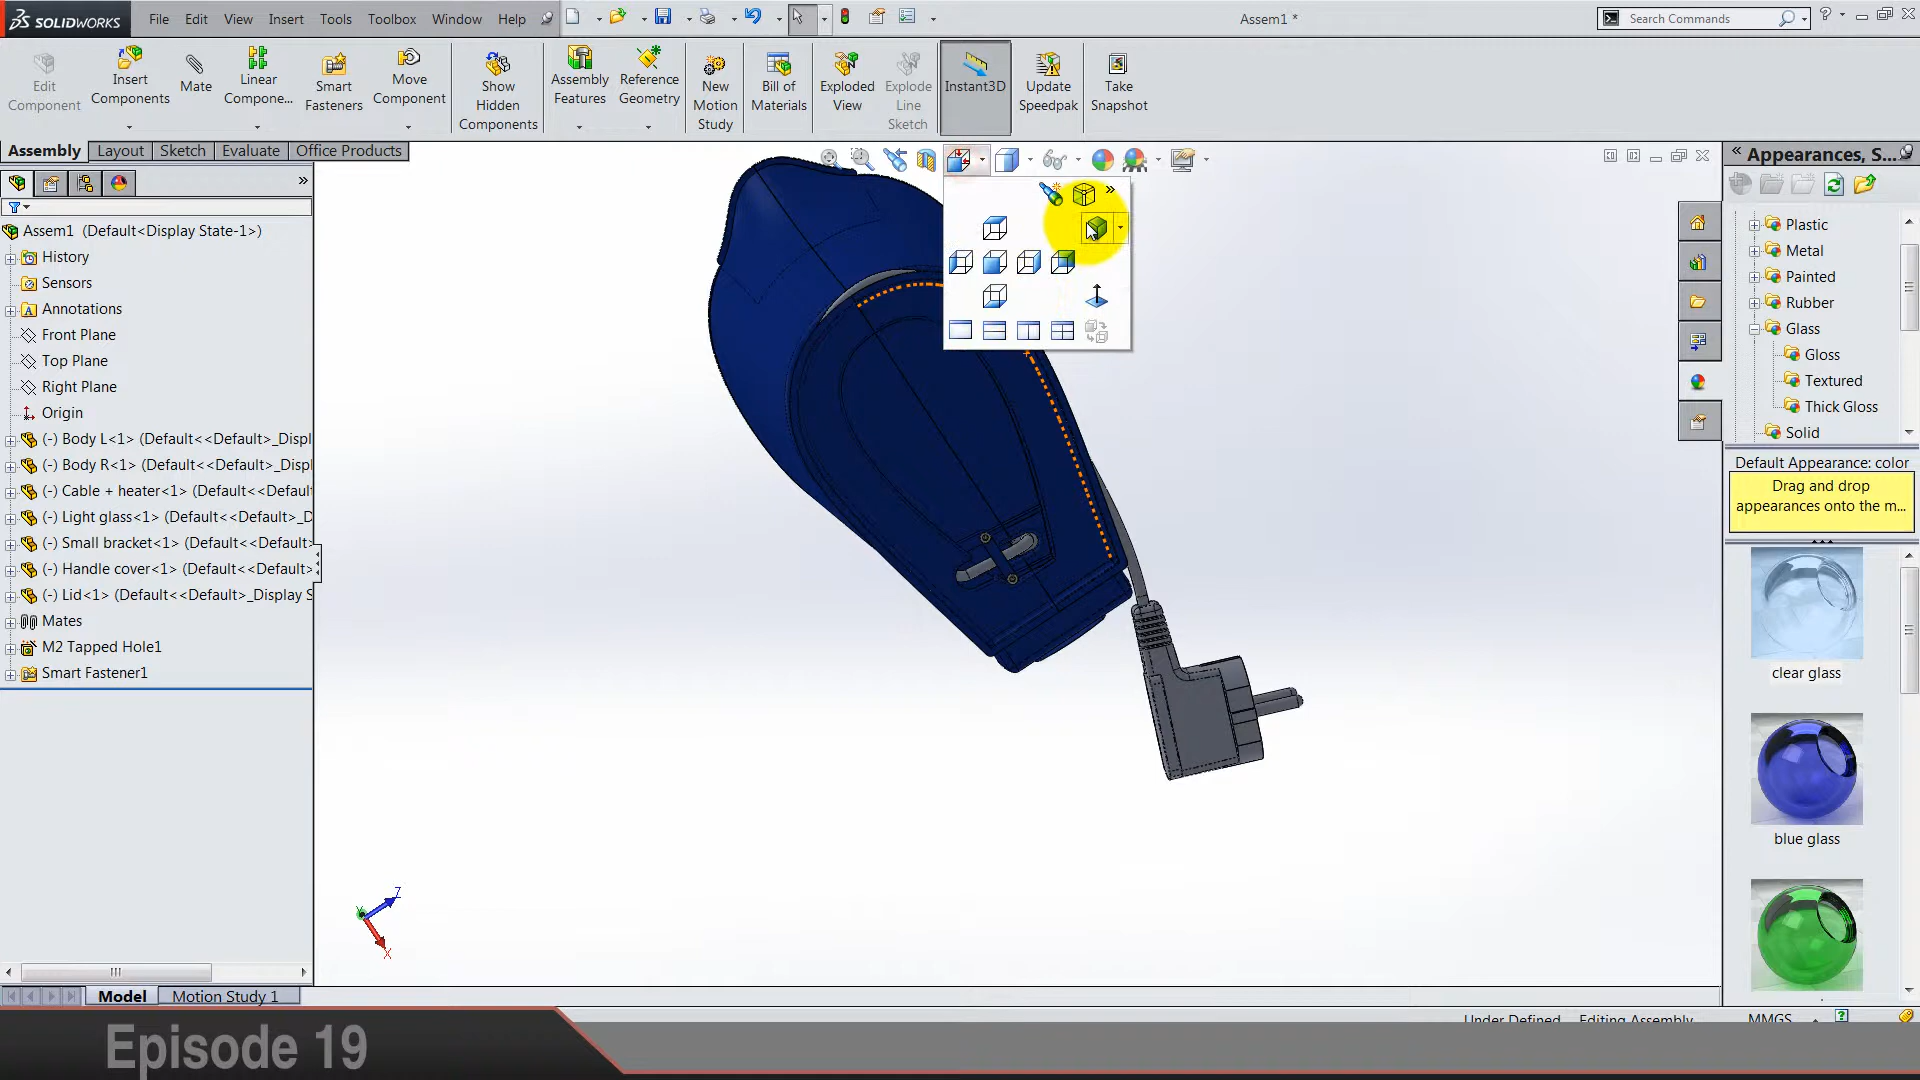 SOLIDWORKS
File Edit View Insert Tools Toolbox Window Help
Assem1 *
Search Commands
Edit Component
Insert Components
Mate
Linear Compone...
Smart Fasteners
Move Component
Show Hidden Components
Assembly Features
Reference Geometry
New Motion Study
Bill of Materials
Exploded View
Explode Line Sketch
Instant3D
Update Speedpak
Take Snapshot
Assembly Layout Sketch Evaluate Office Products
Assem1 (Default<Display State-1>)
History
Sensors
Annotations
Front Plane
Top Plane
Right Plane
Origin
(-) Body L<1> (Default<<Default>_Displ
(-) Body R<1> (Default<<Default>_Displ
(-) Cable + heater<1> (Default<<Defaul
(-) Light glass<1> (Default<<Default>_D
(-) Small bracket<1> (Default<<Default>
(-) Handle cover<1> (Default<<Default>
(-) Lid<1> (Default<<Default>_Display S
Mates
M2 Tapped Hole1
Smart Fastener1
Z
Y
X
Appearances, S...
Plastic
Metal
Painted
Rubber
Glass
Gloss
Textured
Thick Gloss
Solid
Default Appearance: color
Drag and drop
appearances onto the m...
clear glass
blue glass
Model Motion Study 1
Under Defined Editing Assembly MMGS
Episode 19